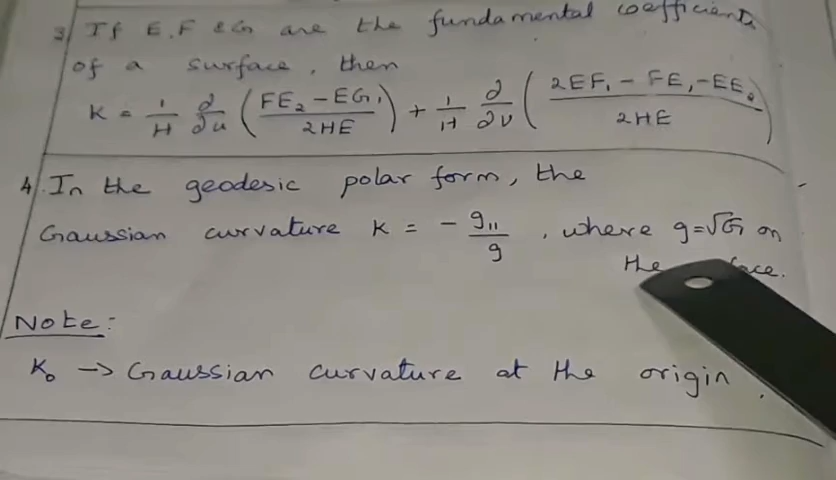 3) If E, F & G are the fundamental coefficients
of a surface, then
K = 1/H ∂/∂u ( (FE₂ - EG₁) / 2HE ) + 1/H ∂/∂v ( (2EF₁ - FE₁ - EE₂) / 2HE )
4. In the geodesic polar form, the
Gaussian curvature K = - g₁₁/g , where g=√G on
the
Note:
K₀ → Gaussian curvature at the origin.